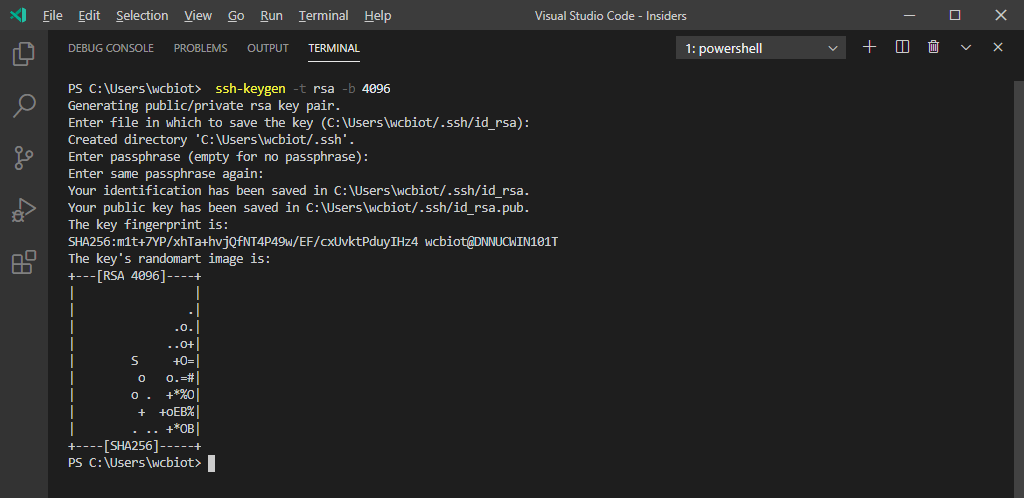 File Edit Selection View Go Run Terminal Help Visual Studio Code - Insiders
DEBUG CONSOLE PROBLEMS OUTPUT TERMINAL 1: powershell
PS C:\Users\wcbiot>  ssh-keygen -t rsa -b 4096
Generating public/private rsa key pair.
Enter file in which to save the key (C:\Users\wcbiot/.ssh/id_rsa):
Created directory 'C:\Users\wcbiot/.ssh'.
Enter passphrase (empty for no passphrase):
Enter same passphrase again:
Your identification has been saved in C:\Users\wcbiot/.ssh/id_rsa.
Your public key has been saved in C:\Users\wcbiot/.ssh/id_rsa.pub.
The key fingerprint is:
SHA256:m1t+7YP/xhTa+hvjQfNT4P49w/EF/cxUvktPduyIHz4 wcbiot@DNNUCWIN101T
The key's randomart image is:
+---[RSA 4096]----+
|                 |
|                .|
|              .o.|
|             ..o+|
|        S     +O=|
|         o   o.=#|
|        o .  +*%O|
|         +  +oEB%|
|        . .. +*OB|
+----[SHA256]-----+
PS C:\Users\wcbiot>